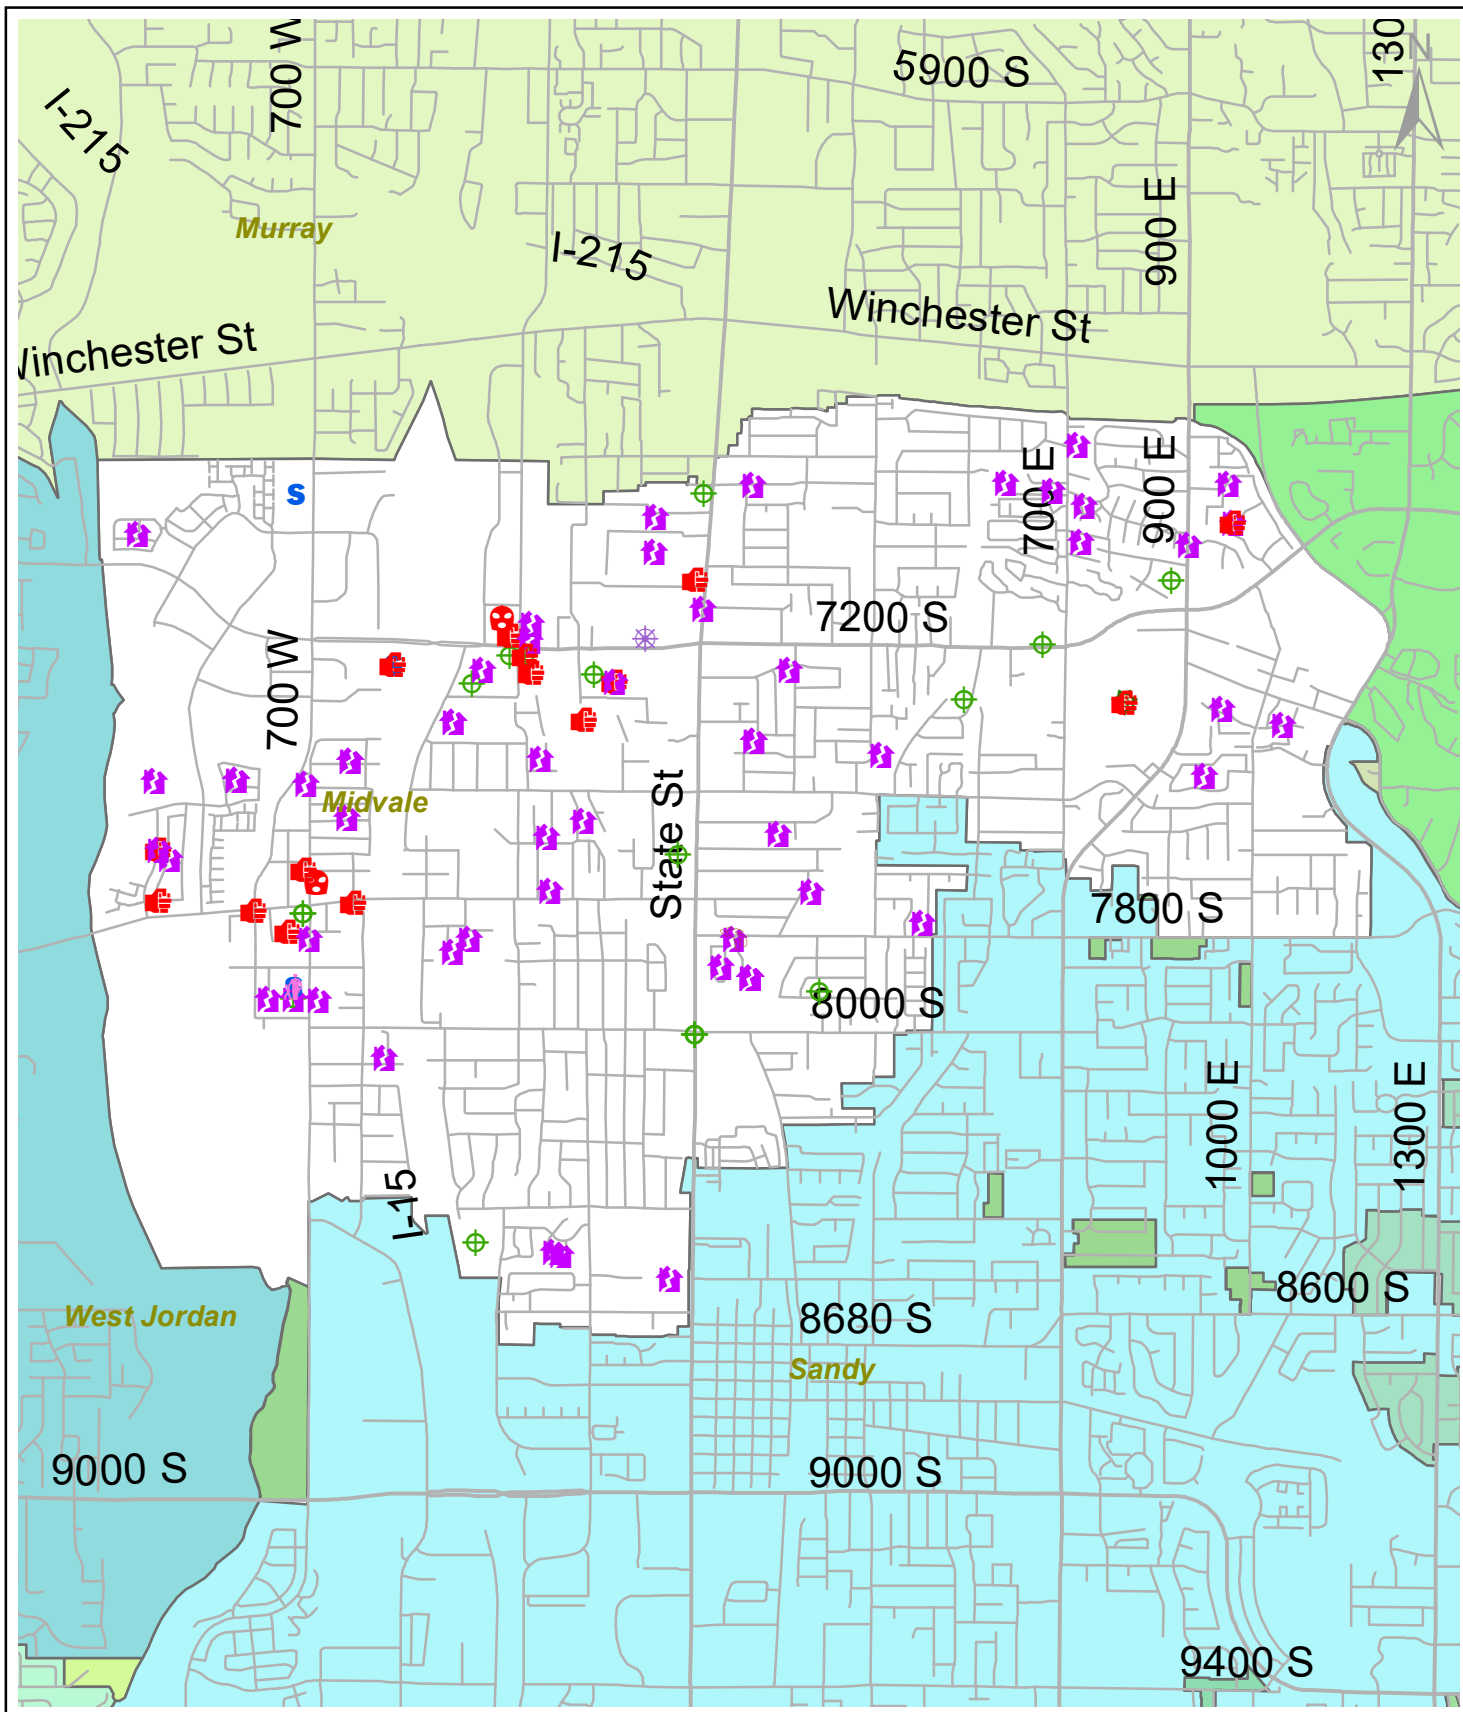 700 W
5900 S
130
N
I-215
900 E
Murray
I-215
Winchester St
Winchester St
700 E
900 E
S
7200 S
700 W
Midvale
State St
7800 S
8000 S
1000 E
1300 E
I-15
8600 S
West Jordan
8680 S
Sandy
9000 S
9000 S
9400 S